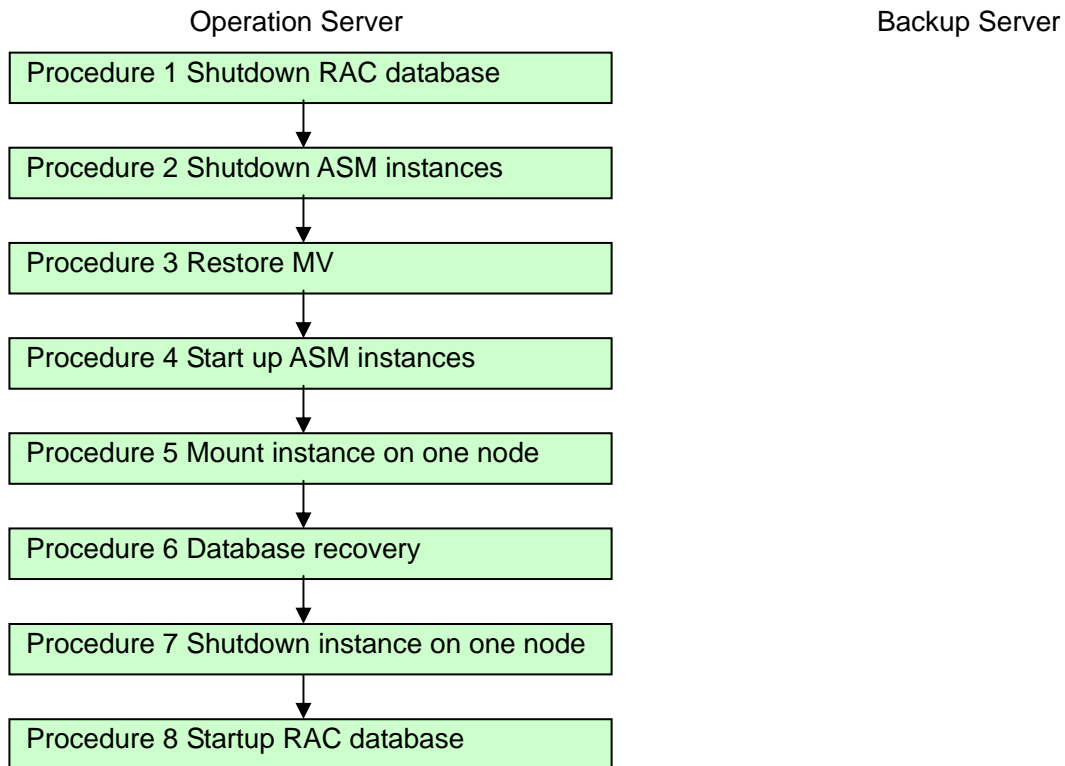 Operation Server
Backup Server
Procedure 1 Shutdown RAC database
Procedure 2 Shutdown ASM instances
Procedure 3 Restore MV
Procedure 4 Start up ASM instances
Procedure 5 Mount instance on one node
Procedure 6 Database recovery
Procedure 7 Shutdown instance on one node
Procedure 8 Startup RAC database